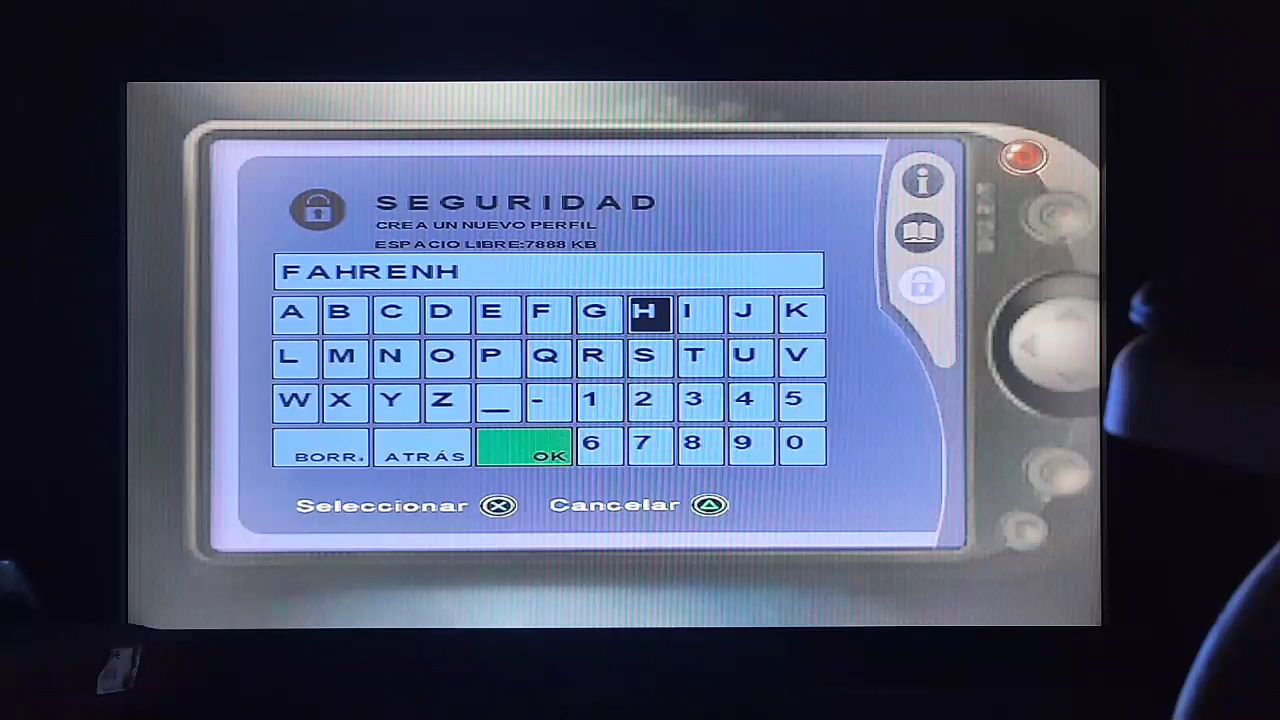 SEGURIDAD
CREA UN NUEVO PERFIL
ESPACIO LIBRE:7888 KB
FAHRENH
A B C D E F G H I J K
L M N O P Q R S T U V
W X Y Z _ - 1 2 3 4 5
BORR. ATRÁS OK 6 7 8 9 0
Seleccionar Cancelar